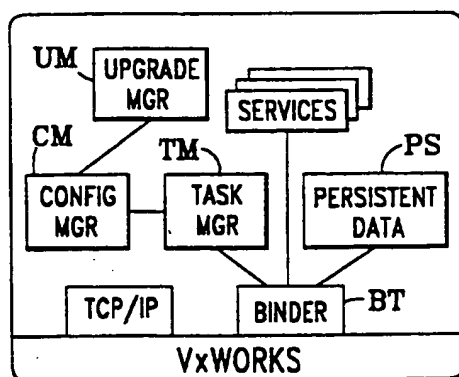 UM
UPGRADE
MGR
SERVICES
CM
TM
PS
CONFIG
MGR
TASK
MGR
PERSISTENT
DATA
TCP/IP
BINDER
BT
VxWORKS